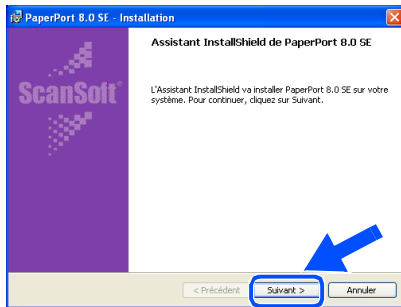 PaperPort 8.0 SE - Installation
Assistant InstallShield de PaperPort 8.0 SE
ScanSoft®
L'Assistant InstallShield va installer PaperPort 8.0 SE sur votre
système. Pour continuer, cliquez sur Suivant.
< Précédent Suivant > Annuler